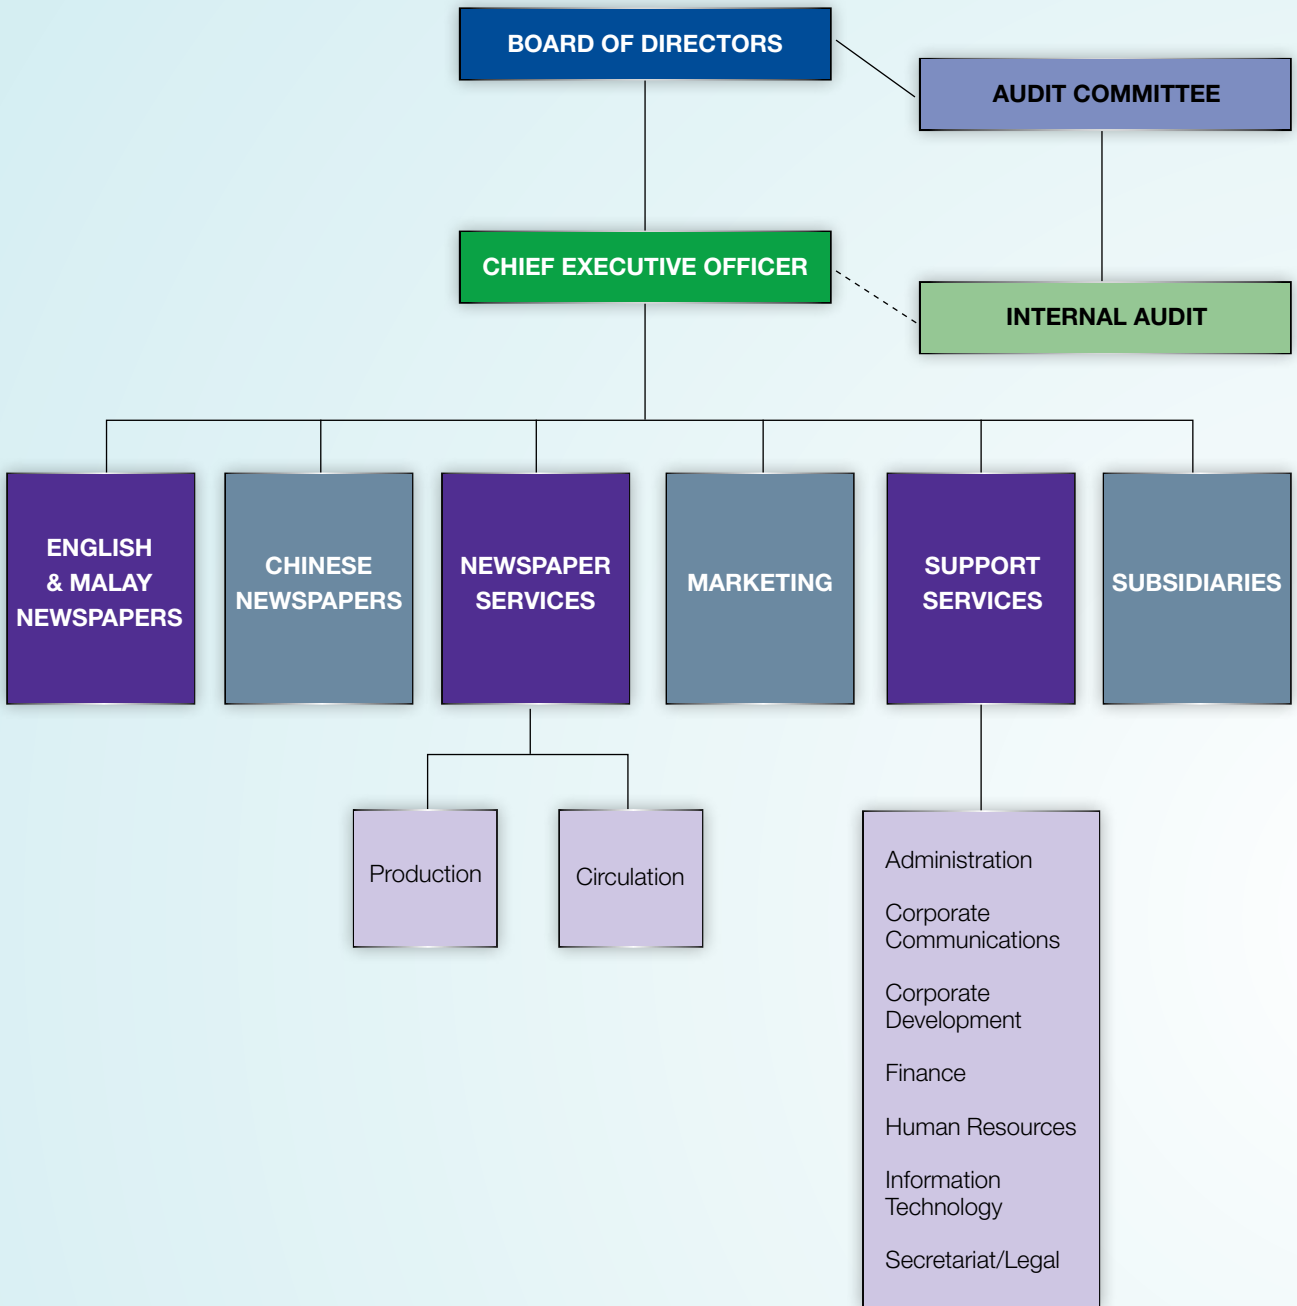 BOARD OF DIRECTORS
AUDIT COMMITTEE
CHIEF EXECUTIVE OFFICER
INTERNAL AUDIT
ENGLISH
& MALAY
NEWSPAPERS
CHINESE
NEWSPAPERS
NEWSPAPER
SERVICES
MARKETING
SUPPORT
SERVICES
SUBSIDIARIES
Production
Circulation
Administration
Corporate
Communications
Corporate
Development
Finance
Human Resources
Information
Technology
Secretariat/Legal